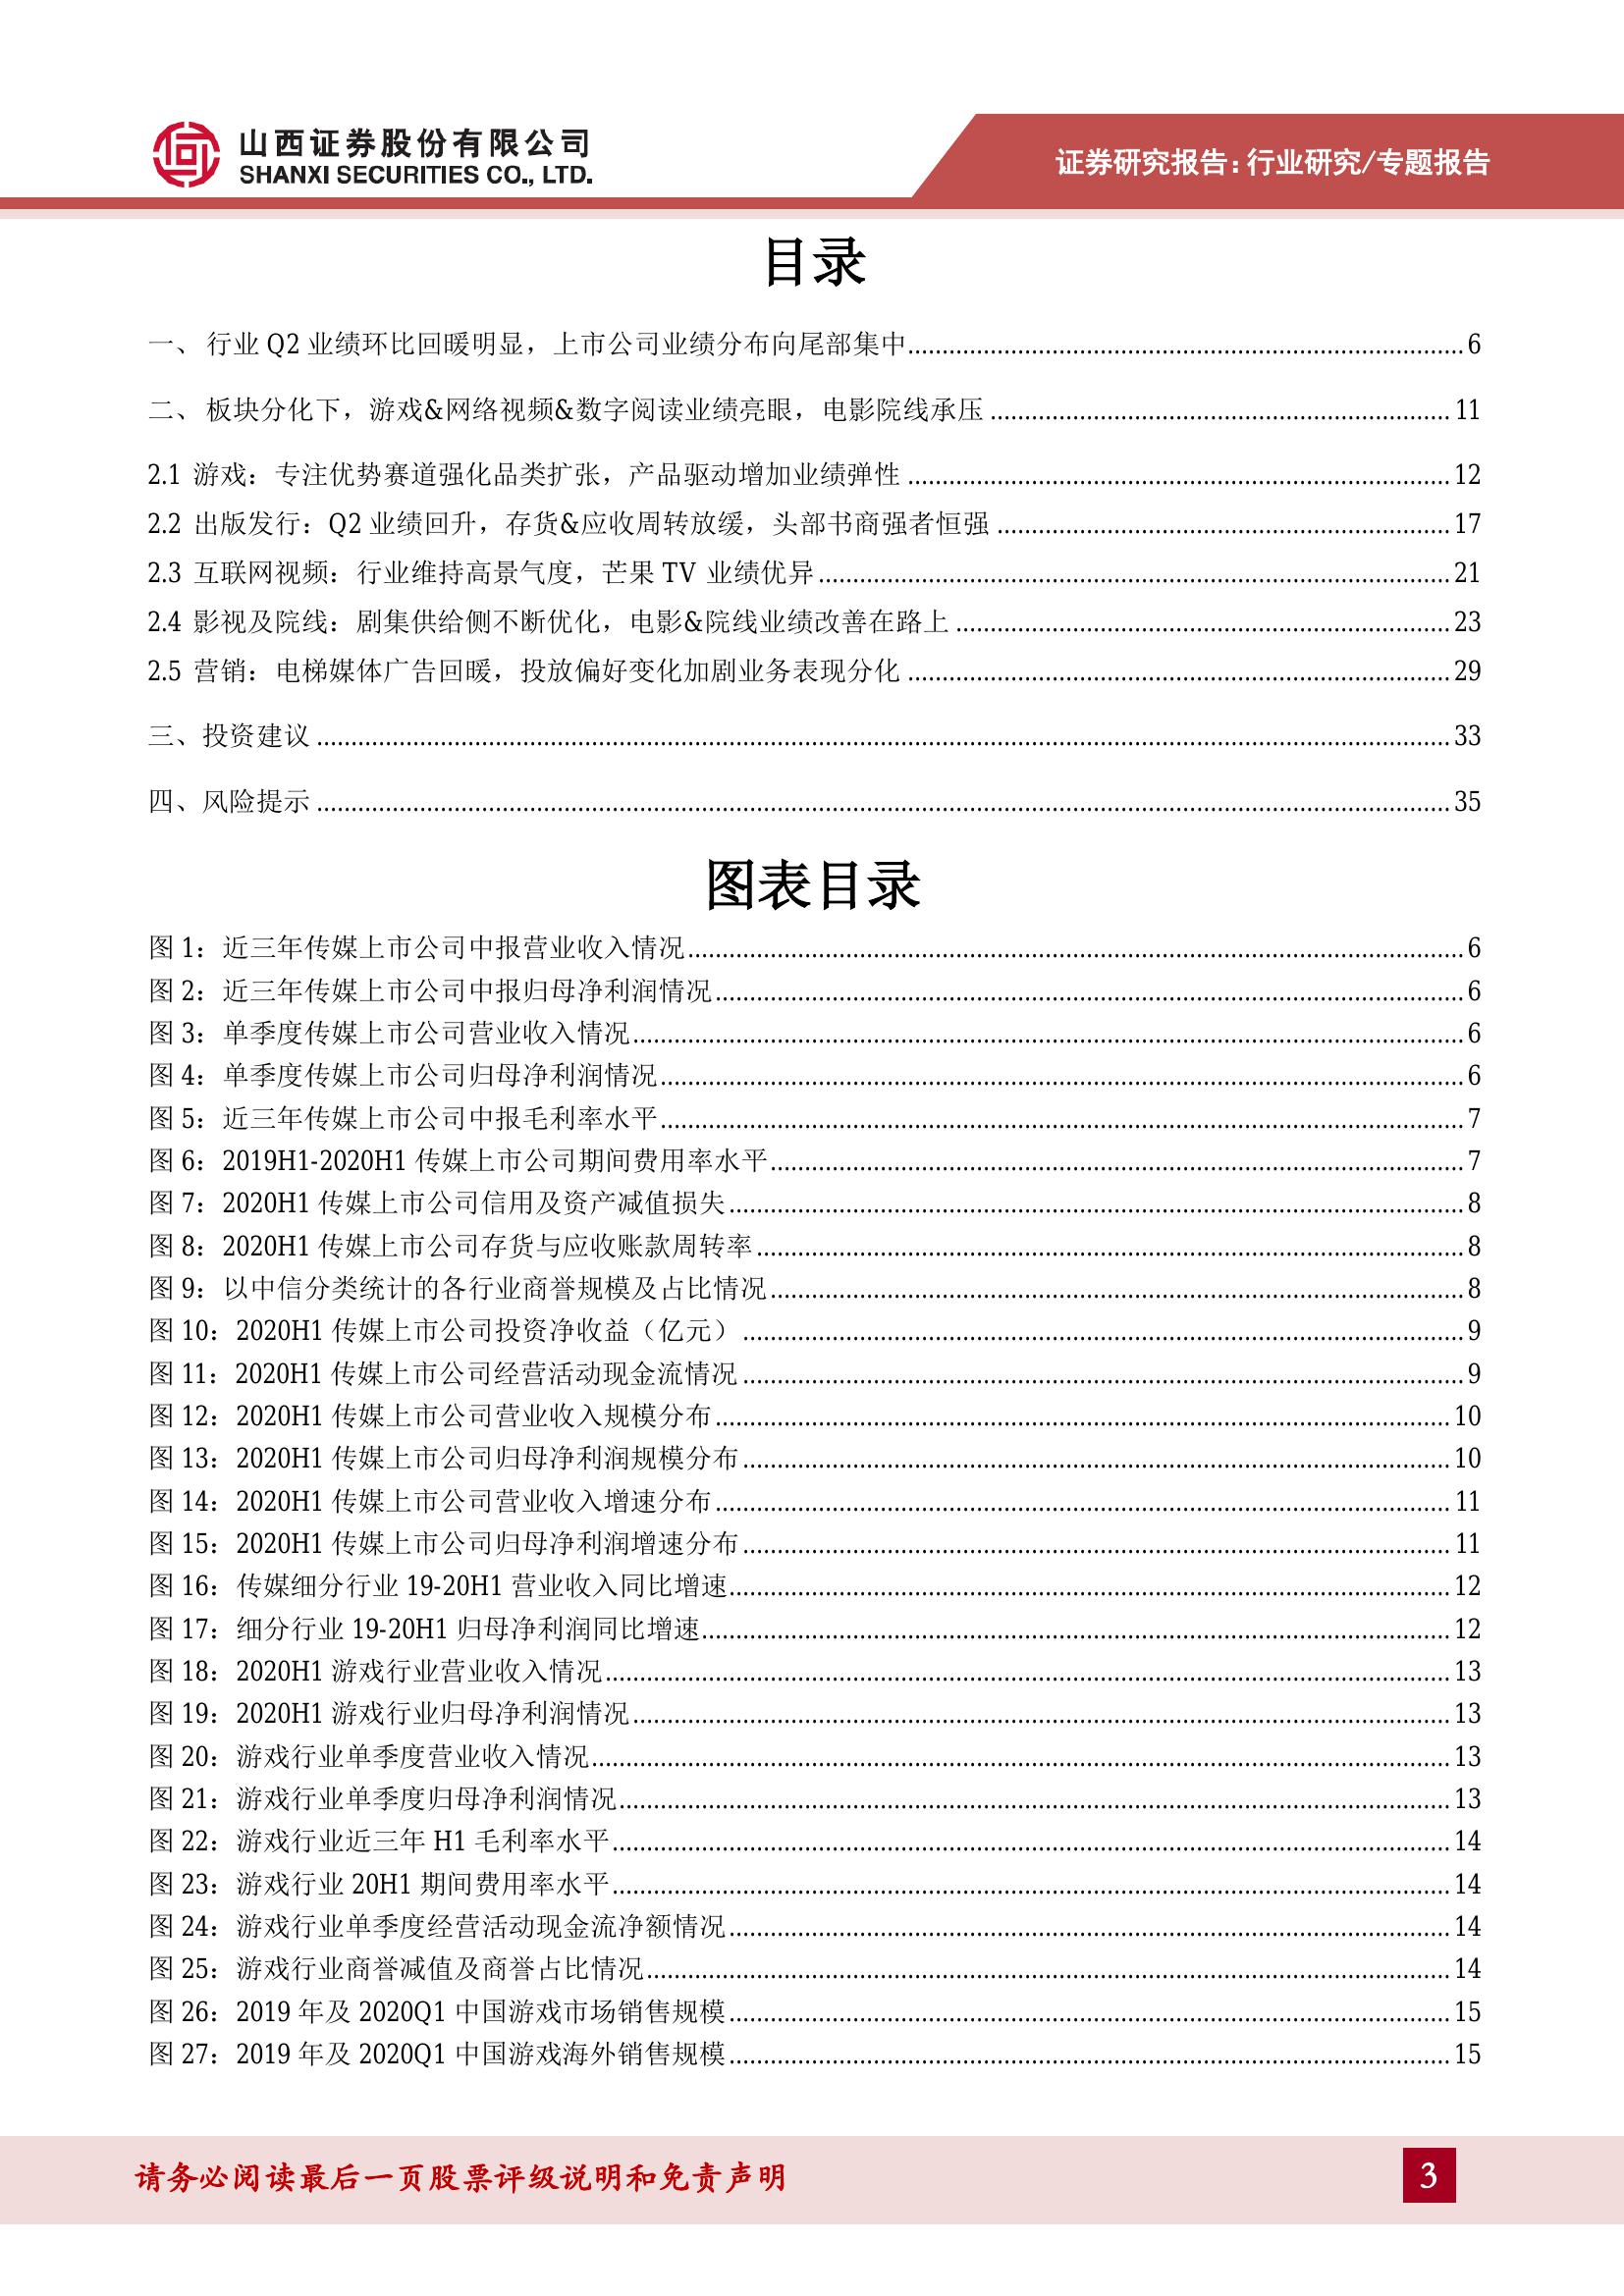 山西证券股份有限公司
SHANXI SECURITIES CO., LTD.
证券研究报告:行业研究/专题报告
目录
一、 行业 Q2 业绩环比回暖明显，上市公司业绩分布向尾部集中 6
二、 板块分化下，游戏&网络视频&数字阅读业绩亮眼，电影院线承压 11
2.1 游戏：专注优势赛道强化品类扩张，产品驱动增加业绩弹性 12
2.2 出版发行：Q2 业绩回升，存货&应收周转放缓，头部书商强者恒强 17
2.3 互联网视频：行业维持高景气度，芒果 TV 业绩优异 21
2.4 影视及院线：剧集供给侧不断优化，电影&院线业绩改善在路上 23
2.5 营销：电梯媒体广告回暖，投放偏好变化加剧业务表现分化 29
三、投资建议 33
四、风险提示 35
图表目录
图 1：近三年传媒上市公司中报营业收入情况 6
图 2：近三年传媒上市公司中报归母净利润情况 6
图 3：单季度传媒上市公司营业收入情况 6
图 4：单季度传媒上市公司归母净利润情况 6
图 5：近三年传媒上市公司中报毛利率水平 7
图 6：2019H1-2020H1 传媒上市公司期间费用率水平 7
图 7：2020H1 传媒上市公司信用及资产减值损失 8
图 8：2020H1 传媒上市公司存货与应收账款周转率 8
图 9：以中信分类统计的各行业商誉规模及占比情况 8
图 10：2020H1 传媒上市公司投资净收益（亿元） 9
图 11：2020H1 传媒上市公司经营活动现金流情况 9
图 12：2020H1 传媒上市公司营业收入规模分布 10
图 13：2020H1 传媒上市公司归母净利润规模分布 10
图 14：2020H1 传媒上市公司营业收入增速分布 11
图 15：2020H1 传媒上市公司归母净利润增速分布 11
图 16：传媒细分行业 19-20H1 营业收入同比增速 12
图 17：细分行业 19-20H1 归母净利润同比增速 12
图 18：2020H1 游戏行业营业收入情况 13
图 19：2020H1 游戏行业归母净利润情况 13
图 20：游戏行业单季度营业收入情况 13
图 21：游戏行业单季度归母净利润情况 13
图 22：游戏行业近三年 H1 毛利率水平 14
图 23：游戏行业 20H1 期间费用率水平 14
图 24：游戏行业单季度经营活动现金流净额情况 14
图 25：游戏行业商誉减值及商誉占比情况 14
图 26：2019 年及 2020Q1 中国游戏市场销售规模 15
图 27：2019 年及 2020Q1 中国游戏海外销售规模 15
请务必阅读最后一页股票评级说明和免责声明
3